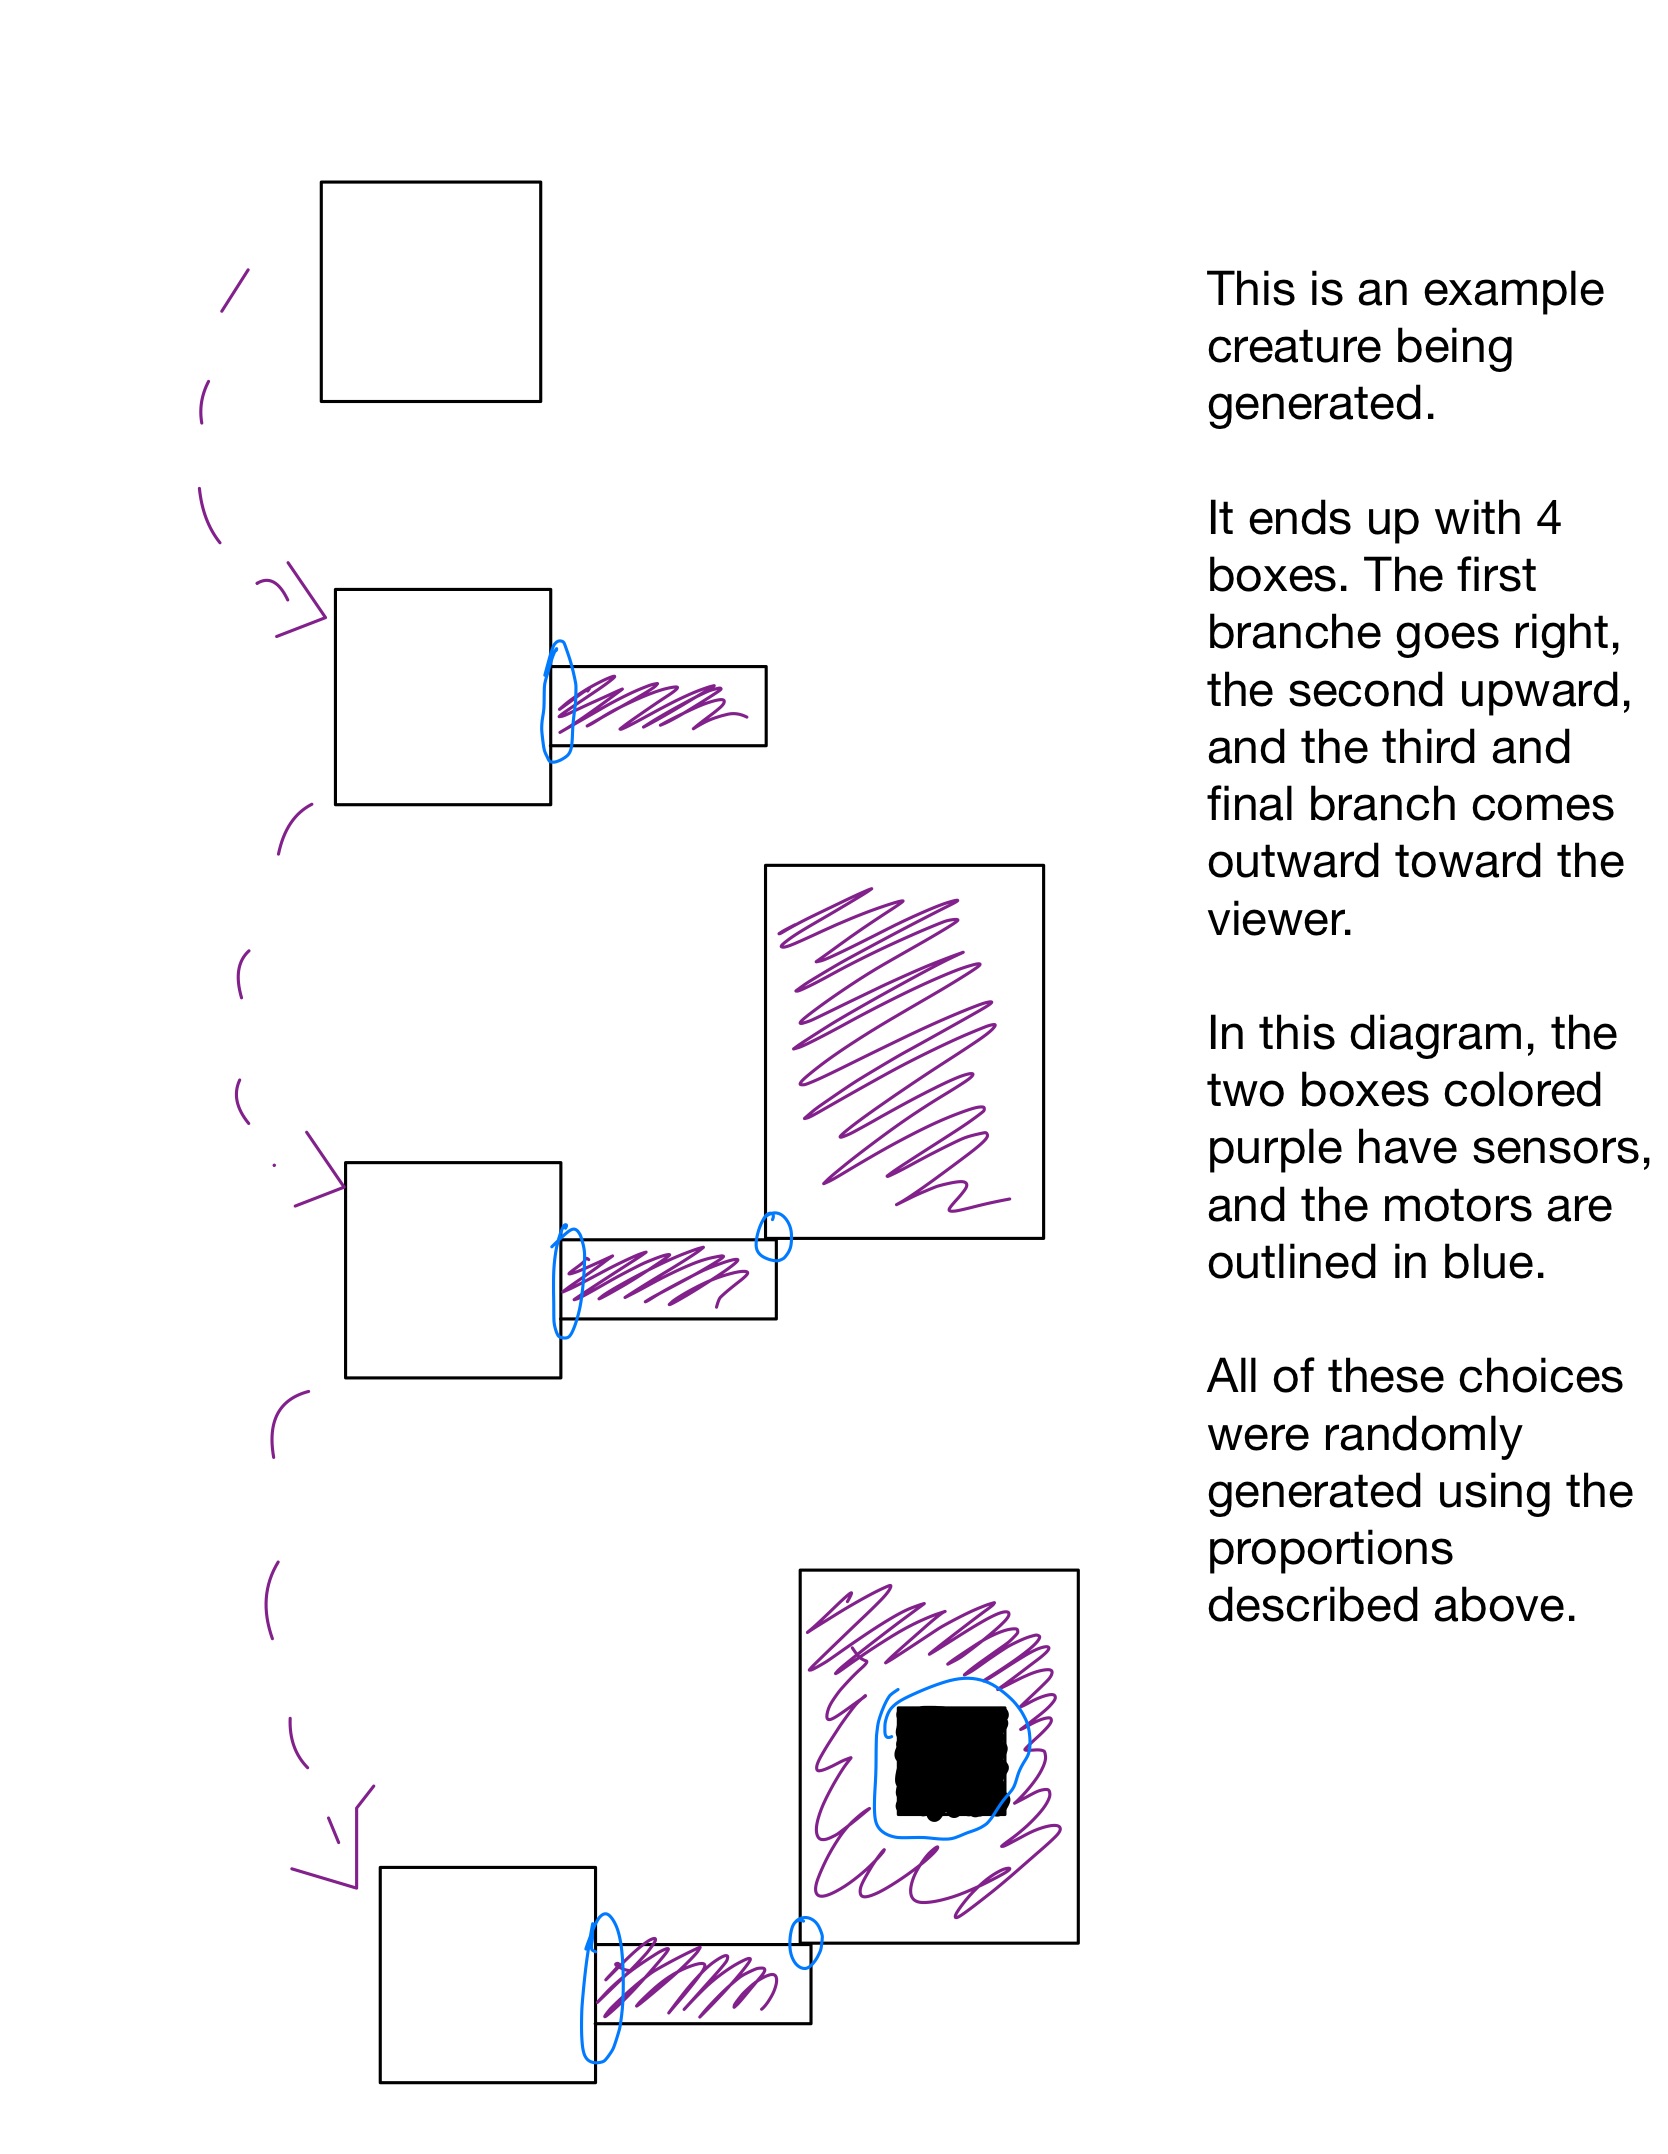 This is an example
creature being
generated.
It ends up with 4
boxes. The first
branche goes right,
the second upward,
and the third and
final branch comes
outward toward the
viewer.
In this diagram, the
two boxes colored
purple have sensors,
and the motors are
outlined in blue.
All of these choices
were randomly
generated using the
proportions
described above.